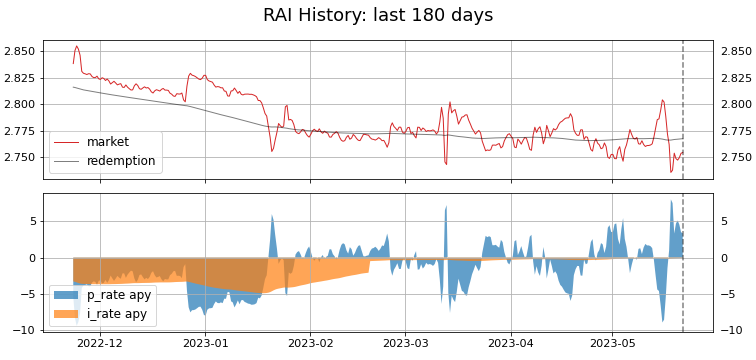 RAI History: last 180 days
2.850 2.850
2.825 2.825
2.800 2.800
2.775 2.775
2.750 2.750
market
redemption
5 5
0 0
−5 −5
−10 −10
p_rate apy
i_rate apy
2022-12 2023-01 2023-02 2023-03 2023-04 2023-05